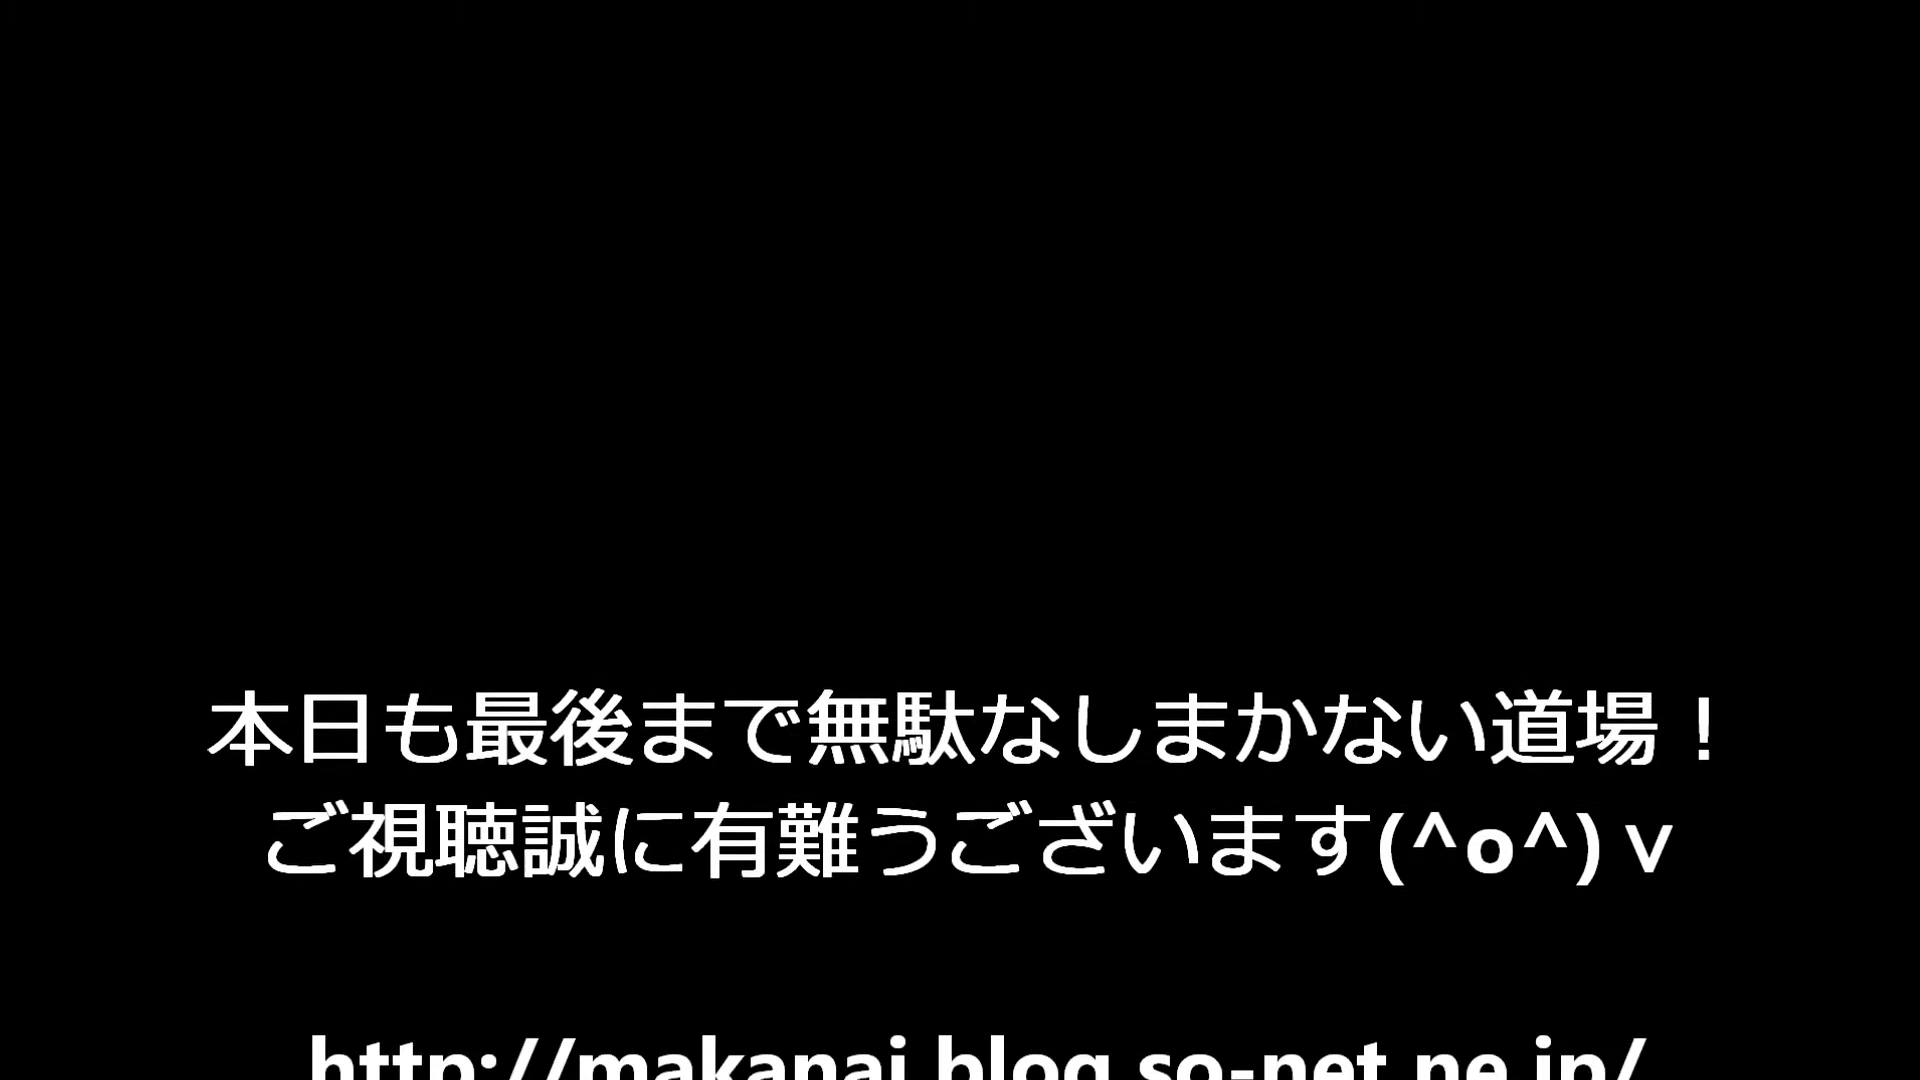 本日も最後まで無駄なしまかない道場！
ご視聴誠に有難うございます(^o^)ｖ
http://makanai.blog.so-net.ne.jp/